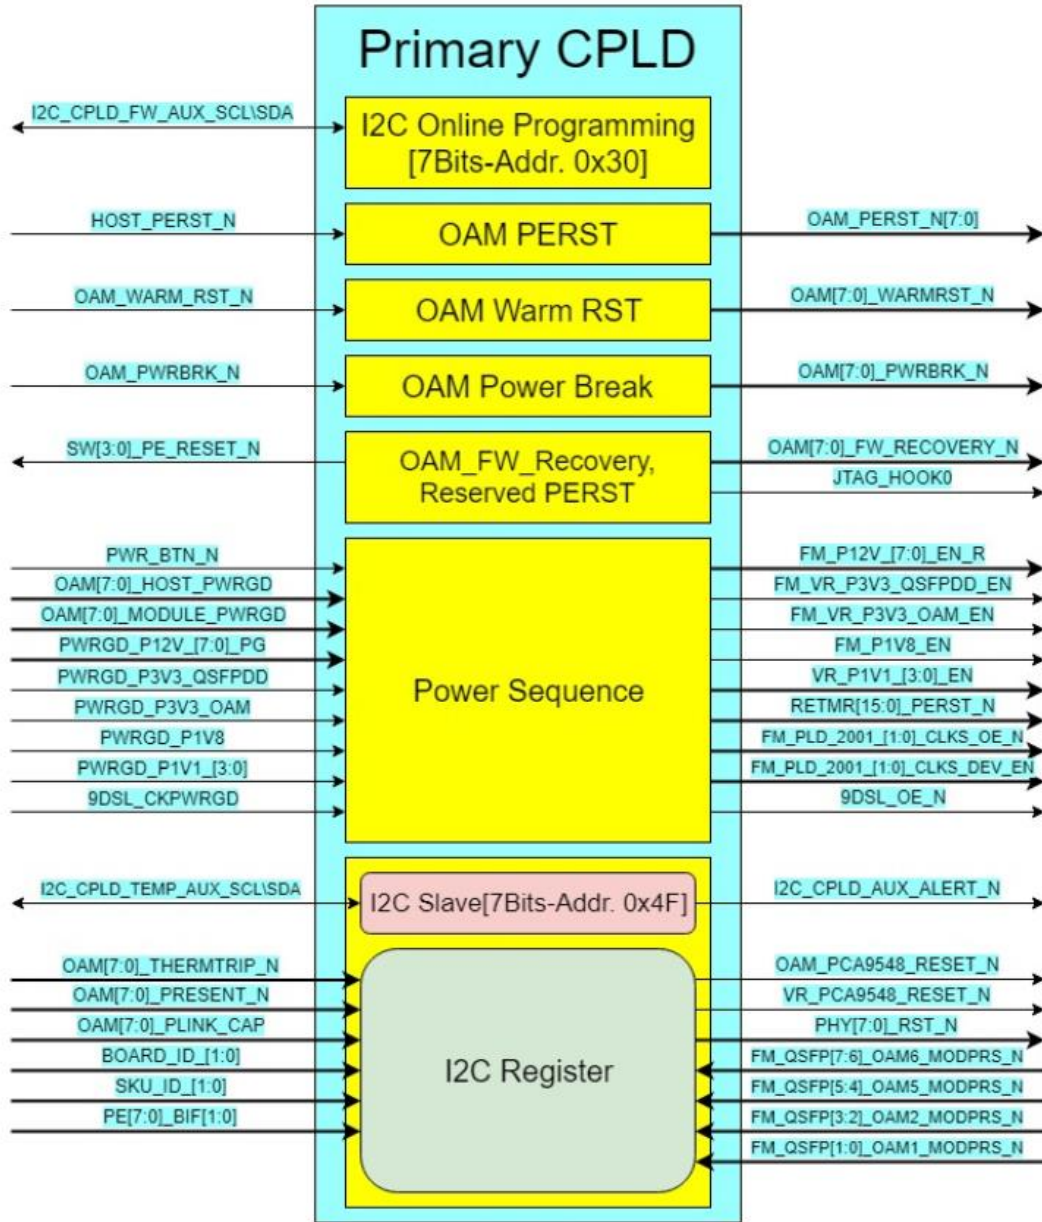 Primary CPLD
I2C_CPLD_FW_AUX_SCL\SDA
I2C Online Programming
[7Bits-Addr. 0x30]
HOST_PERST_N
OAM PERST
OAM_PERST_N[7:0]
OAM_WARM_RST_N
OAM Warm RST
OAM[7:0]_WARMRST_N
OAM_PWRBRK_N
OAM Power Break
OAM[7:0]_PWRBRK_N
SW[3:0]_PE_RESET_N
OAM_FW_Recovery,
Reserved PERST
OAM[7:0]_FW_RECOVERY_N
JTAG_HOOK0
PWR_BTN_N
OAM[7:0]_HOST_PWRGD
OAM[7:0]_MODULE_PWRGD
PWRGD_P12V_[7:0]_PG
PWRGD_P3V3_QSFPDD
PWRGD_P3V3_OAM
PWRGD_P1V8
PWRGD_P1V1_[3:0]
9DSL_CKPWRGD
Power Sequence
FM_P12V_[7:0]_EN_R
FM_VR_P3V3_QSFPDD_EN
FM_VR_P3V3_OAM_EN
FM_P1V8_EN
VR_P1V1_[3:0]_EN
RETMR[15:0]_PERST_N
FM_PLD_2001_[1:0]_CLKS_OE_N
FM_PLD_2001_[1:0]_CLKS_DEV_EN
9DSL_OE_N
I2C_CPLD_TEMP_AUX_SCL\SDA
I2C Slave[7Bits-Addr. 0x4F]
I2C_CPLD_AUX_ALERT_N
OAM[7:0]_THERMTRIP_N
OAM[7:0]_PRESENT_N
OAM[7:0]_PLINK_CAP
BOARD_ID_[1:0]
SKU_ID_[1:0]
PE[7:0]_BIF[1:0]
I2C Register
OAM_PCA9548_RESET_N
VR_PCA9548_RESET_N
PHY[7:0]_RST_N
FM_QSFP[7:6]_OAM6_MODPRS_N
FM_QSFP[5:4]_OAM5_MODPRS_N
FM_QSFP[3:2]_OAM2_MODPRS_N
FM_QSFP[1:0]_OAM1_MODPRS_N